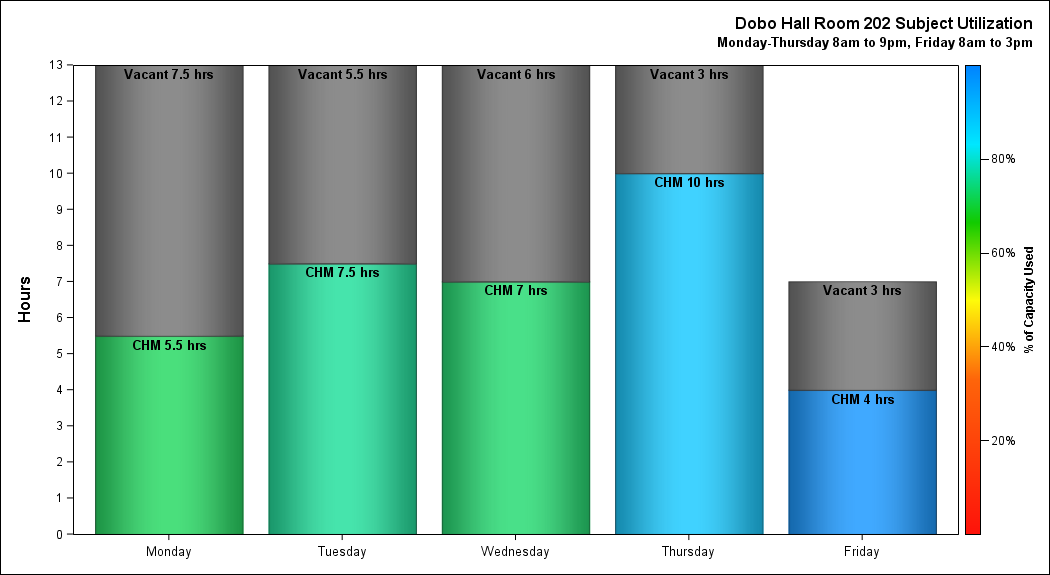 Dobo Hall Room 202 Subject Utilization
Monday-Thursday 8am to 9pm, Friday 8am to 3pm
Hours
13
12
11
10
9
8
7
6
5
4
3
2
1
0
Vacant 7.5 hrs
CHM 5.5 hrs
Vacant 5.5 hrs
CHM 7.5 hrs
Vacant 6 hrs
CHM 7 hrs
Vacant 3 hrs
CHM 10 hrs
Vacant 3 hrs
CHM 4 hrs
Monday
Tuesday
Wednesday
Thursday
Friday
80%
60%
40%
20%
% of Capacity Used